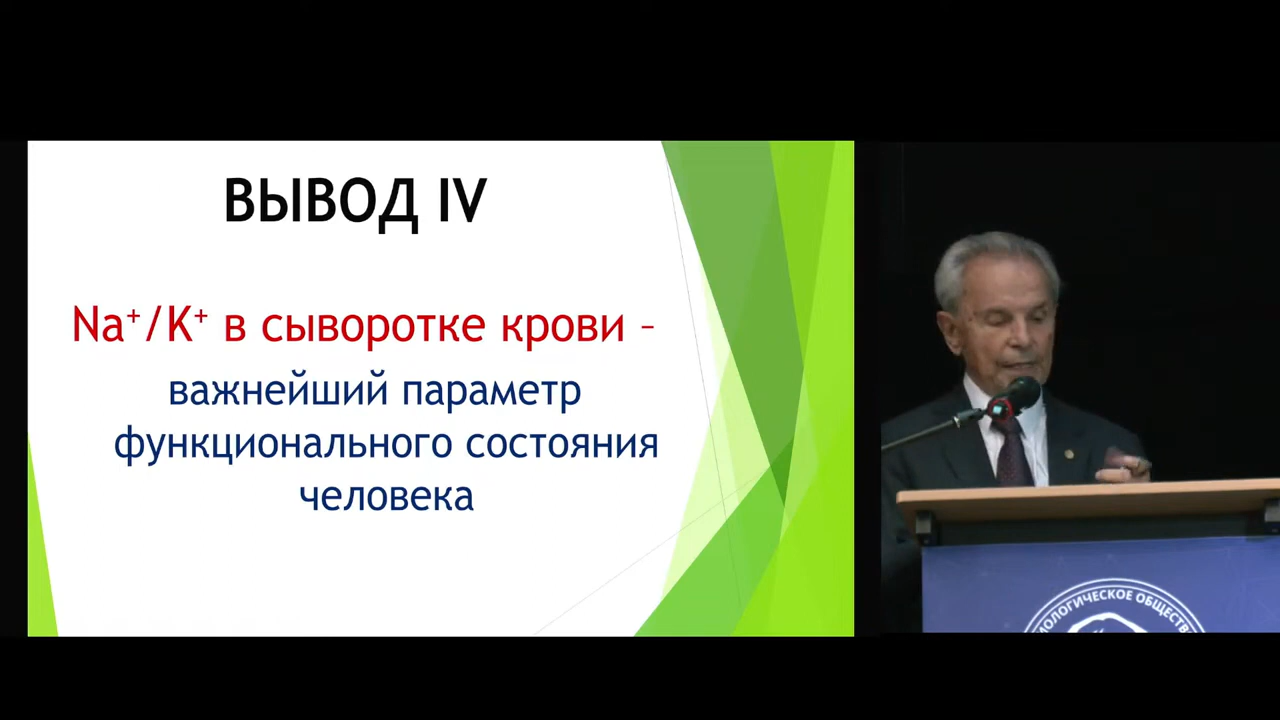 ВЫВОД IV
Na⁺/K⁺ в сыворотке крови –
важнейший параметр
функционального состояния
человека